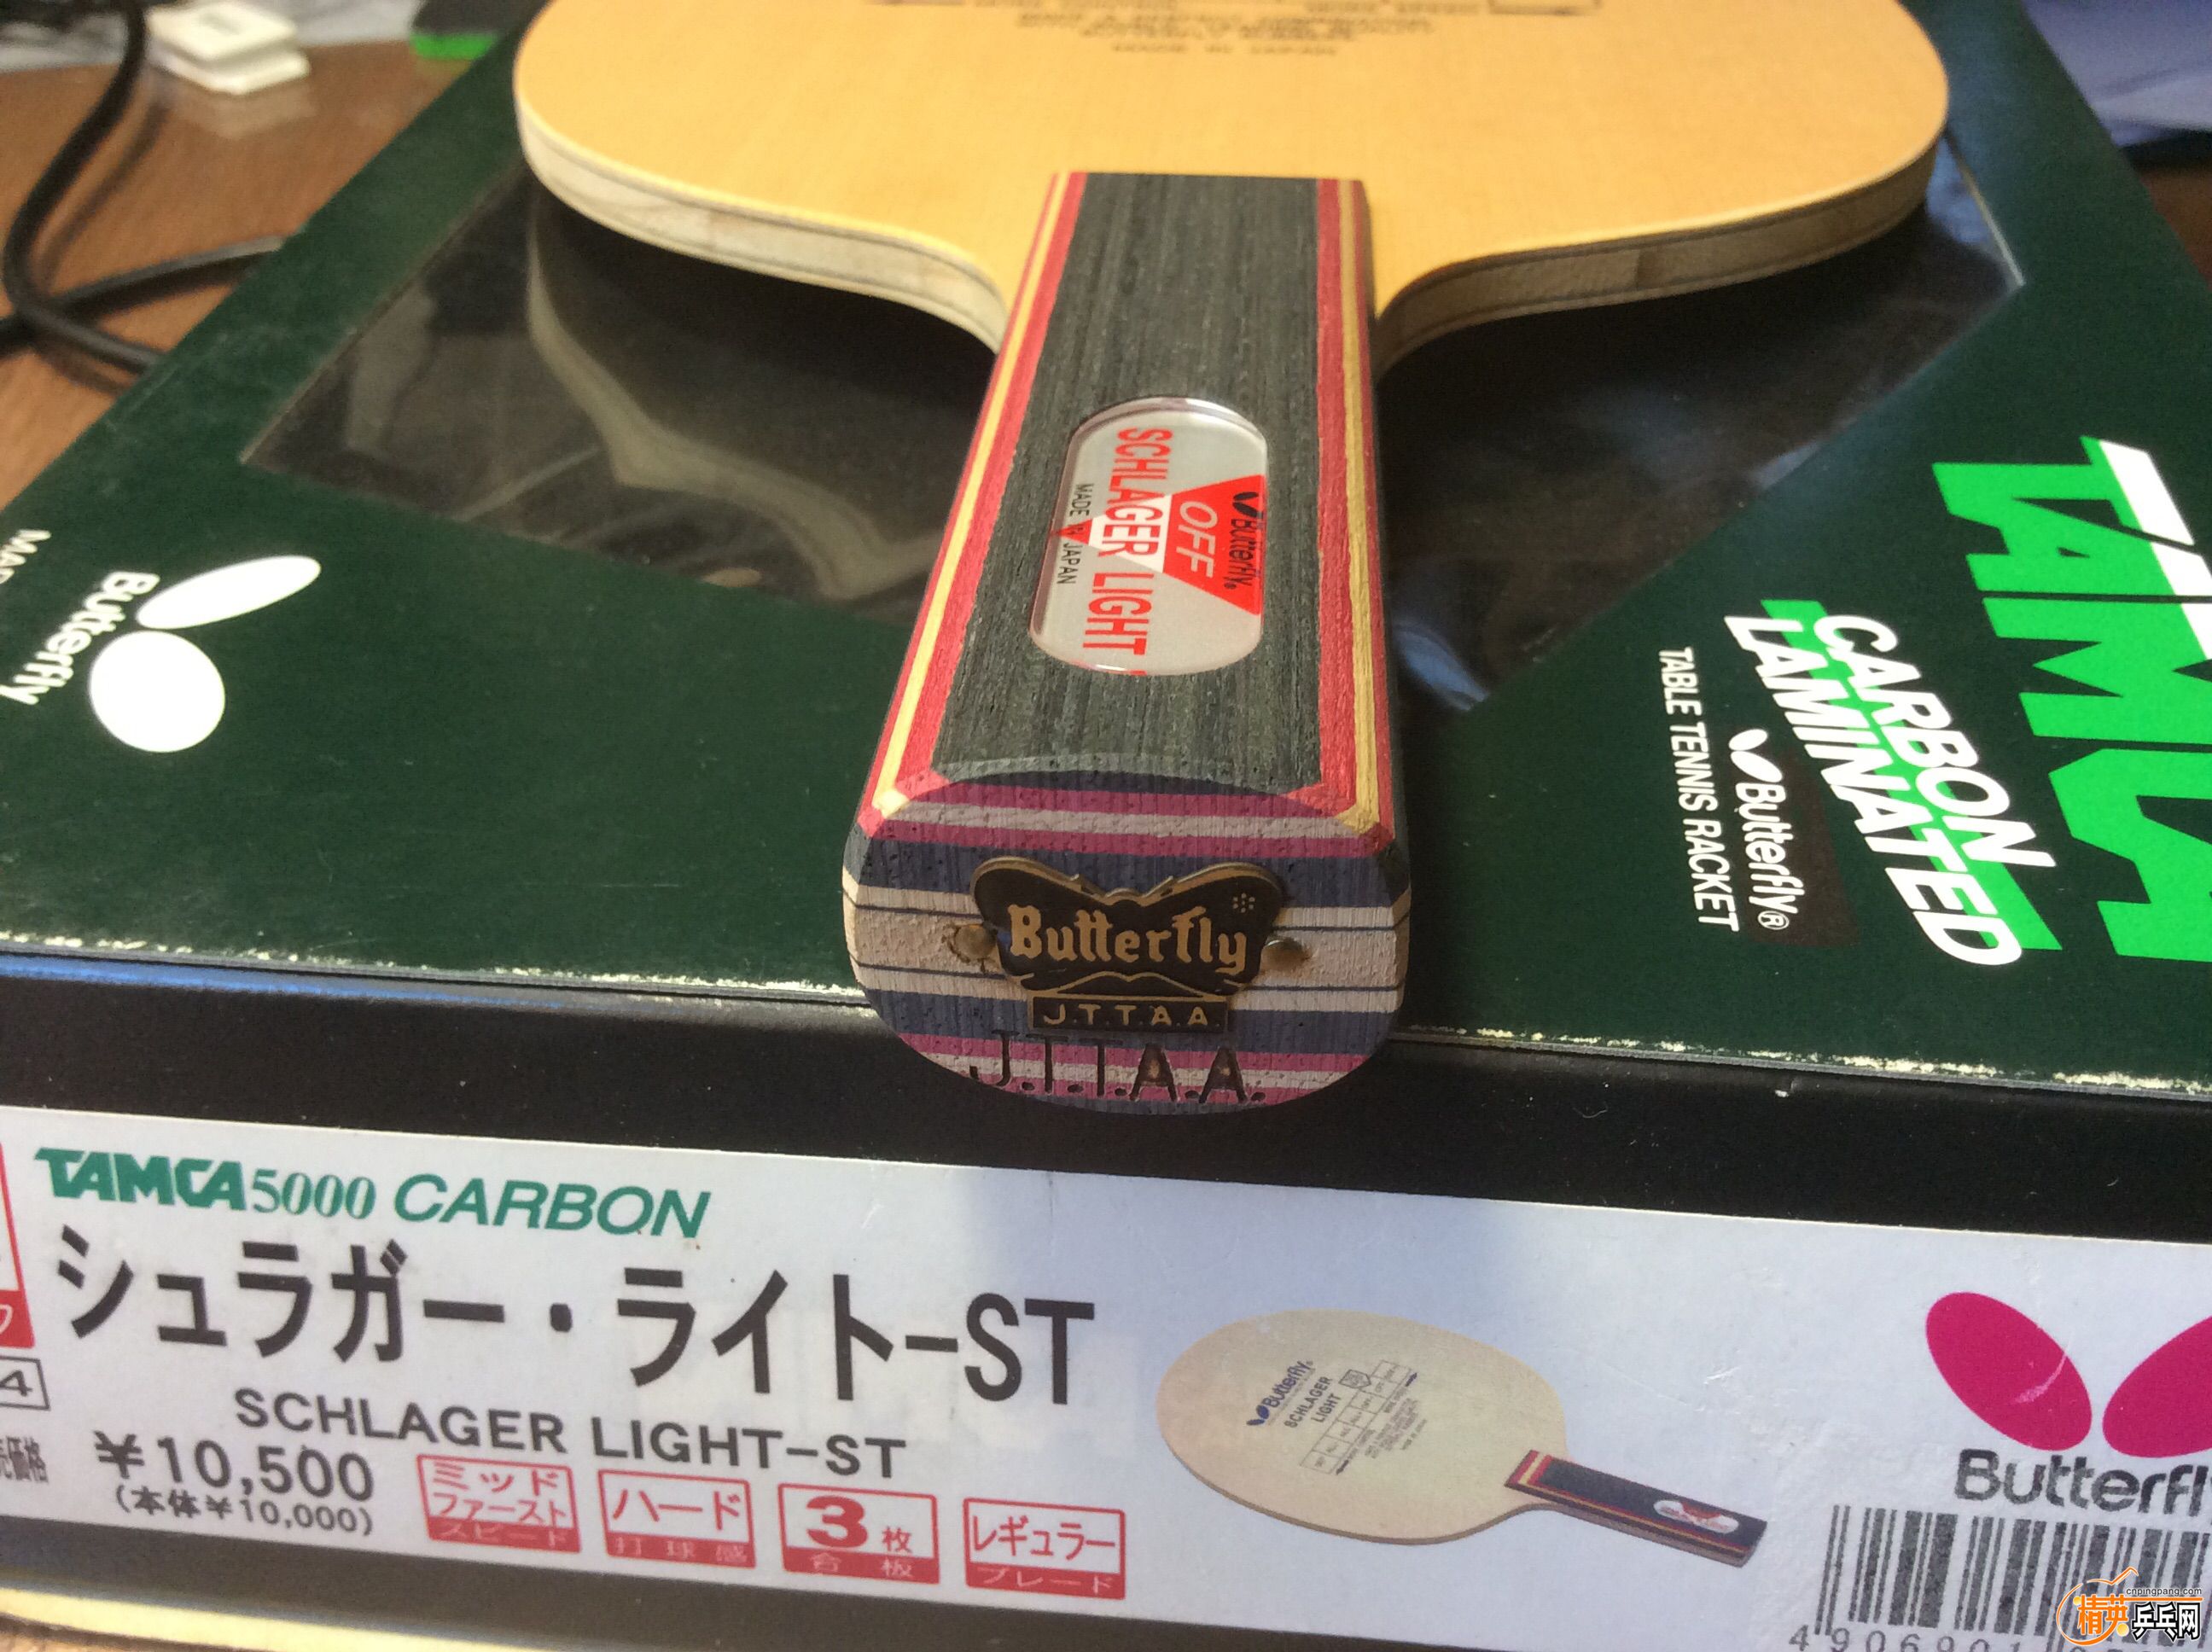 Butterfly®
OFF
SCHLAGER LIGHT
MADE IN JAPAN
Butterfly
J.T.T.A.A.
J.T.T.A.A.
Butterfly
CARBON
LAMINATED
Butterfly®
TABLE TENNIS RACKET
TAMCA5000 CARBON
シュラガー・ライト-ST
SCHLAGER LIGHT-ST
¥10,500
(本体¥10,000)
ミッド
ファースト
スピード
ハード
打球感
3枚
合板
レギュラー
ブレード
Butterfly
SCHLAGER
LIGHT
cnpingpang.com
精英乒乓网